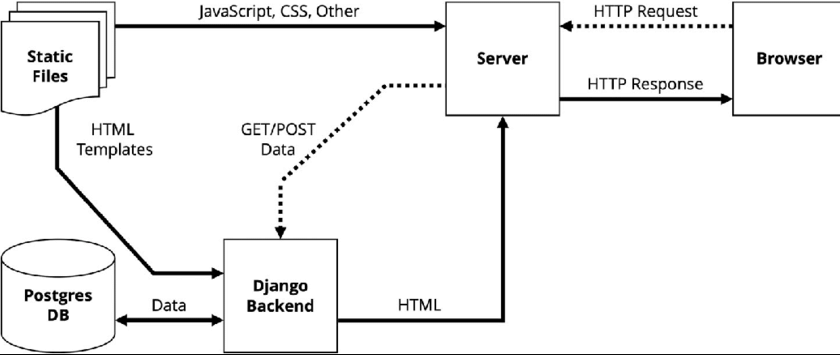 JavaScript, CSS, Other
HTTP Request
Static
Files
Server
Browser
HTTP Response
HTML
Templates
GET/POST
Data
Postgres
DB
Data
Django
Backend
HTML